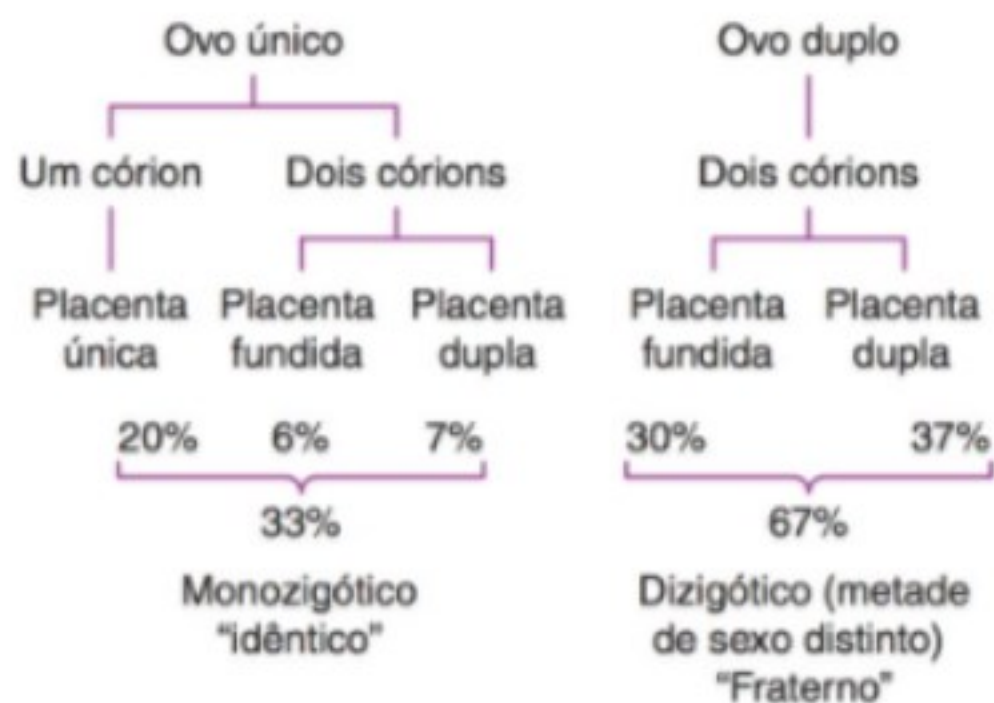 Ovo único
Ovo duplo
Um córion
Dois córions
Dois córions
Placenta única
Placenta fundida
Placenta dupla
Placenta fundida
Placenta dupla
20%
6%
7%
30%
37%
33%
67%
Monozigótico
"idêntico"
Dizigótico (metade
de sexo distinto)
"Fraterno"